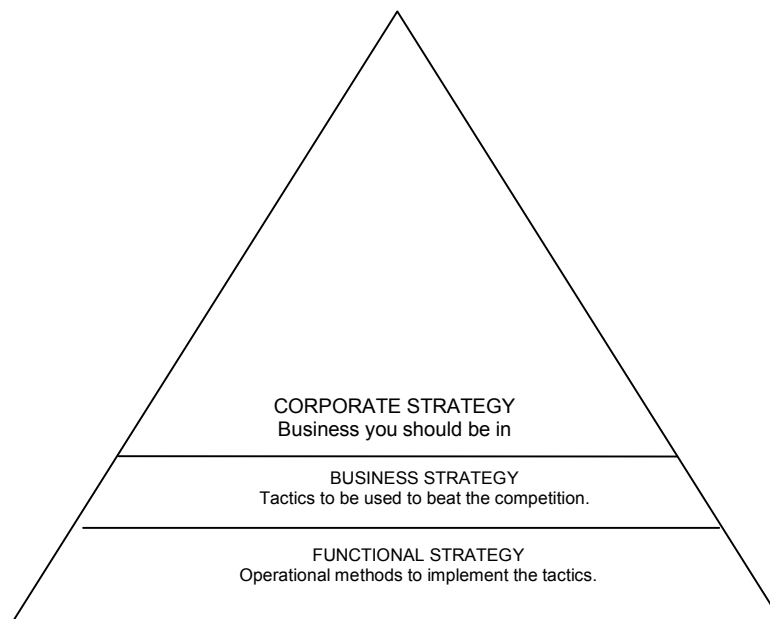 CORPORATE STRATEGY
Business you should be in
BUSINESS STRATEGY
Tactics to be used to beat the competition.
FUNCTIONAL STRATEGY
Operational methods to implement the tactics.